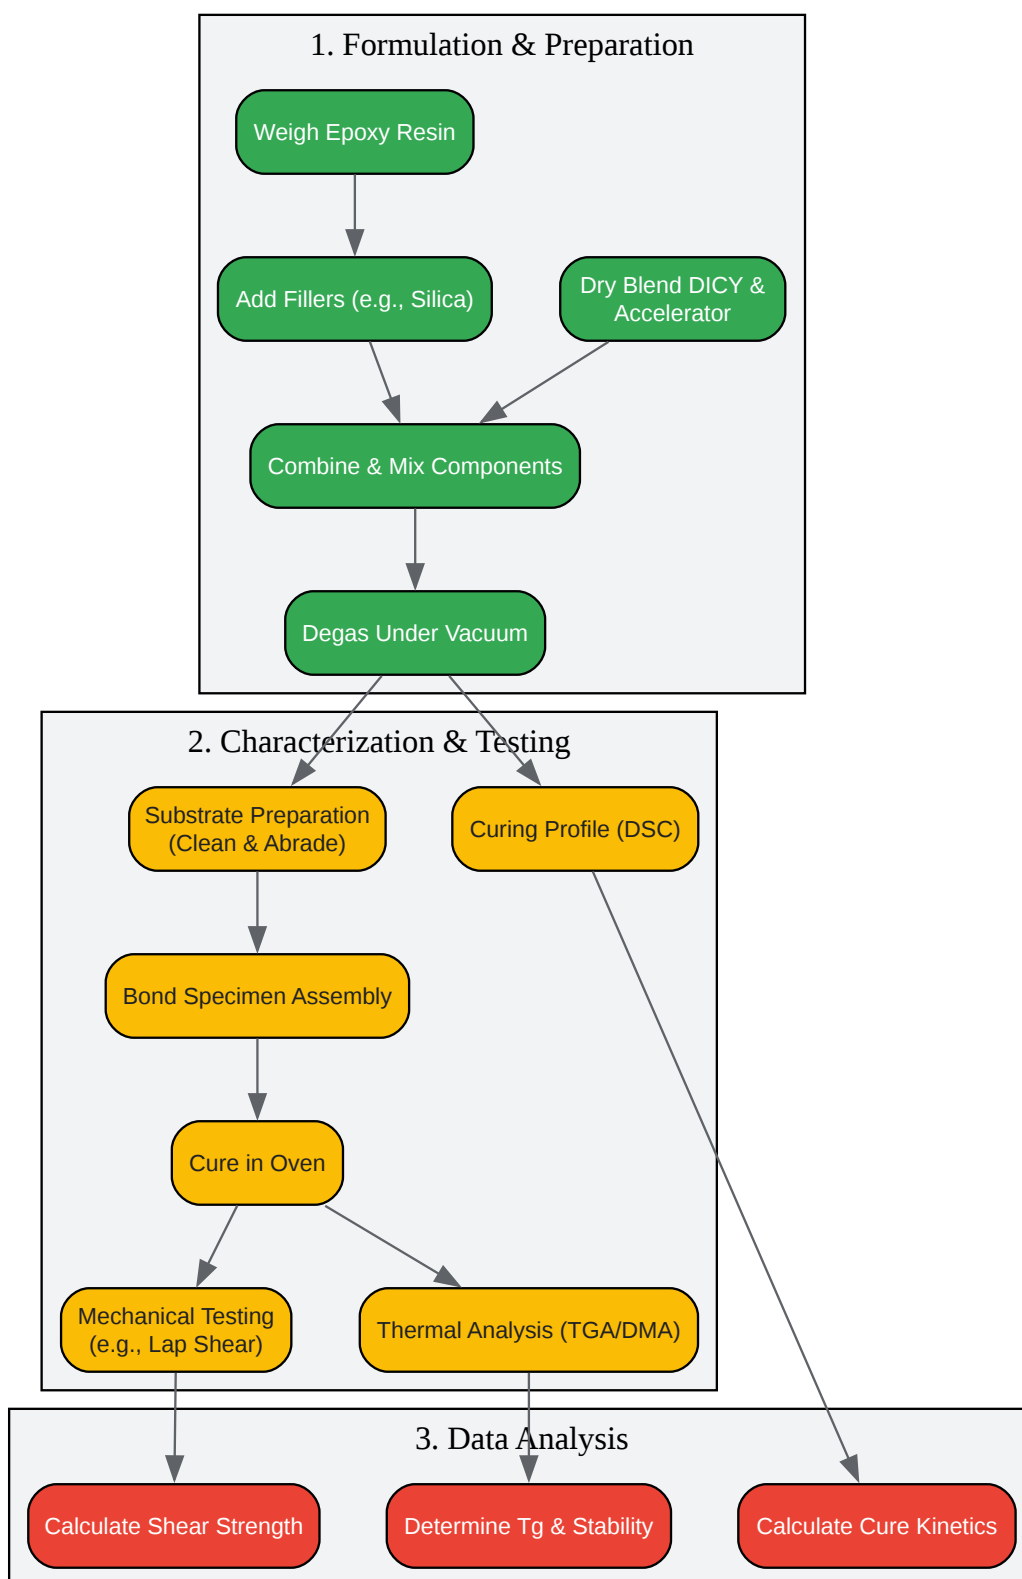 1. Formulation & Preparation
Weigh Epoxy Resin
Add Fillers (e.g., Silica)
Dry Blend DICY &
Accelerator
Combine & Mix Components
Degas Under Vacuum
2. Characterization & Testing
Substrate Preparation
(Clean & Abrade)
Curing Profile (DSC)
Bond Specimen Assembly
Cure in Oven
Mechanical Testing
(e.g., Lap Shear)
Thermal Analysis (TGA/DMA)
3. Data Analysis
Calculate Shear Strength
Determine Tg & Stability
Calculate Cure Kinetics